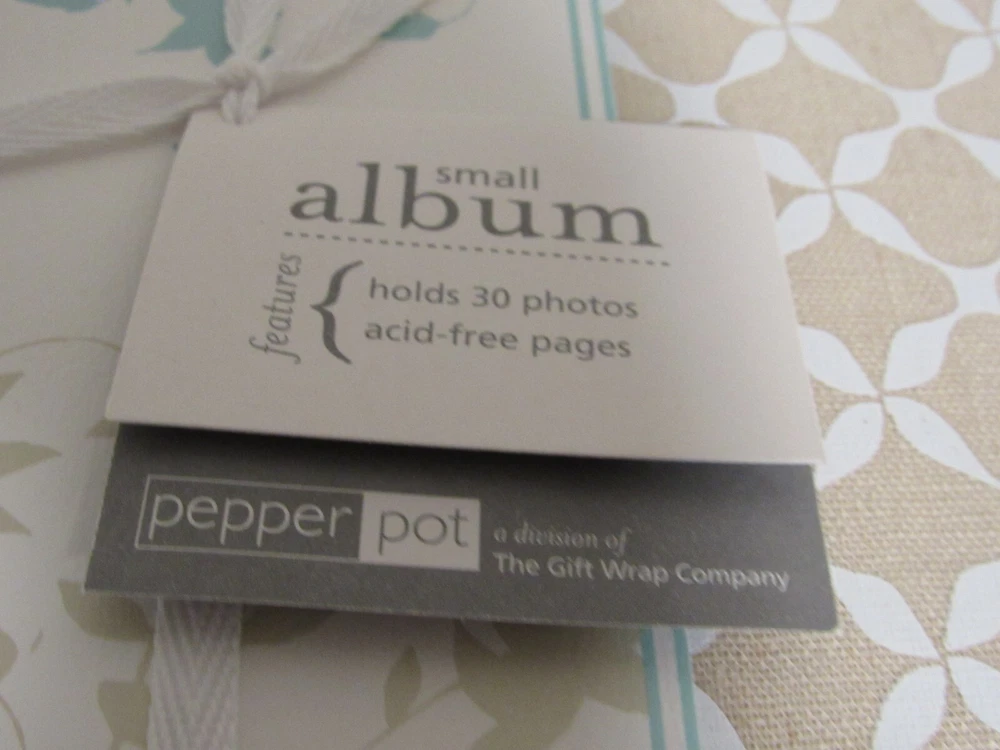 small
album
features
holds 30 photos
acid-free pages
pepper pot
a division of
The Gift Wrap Company